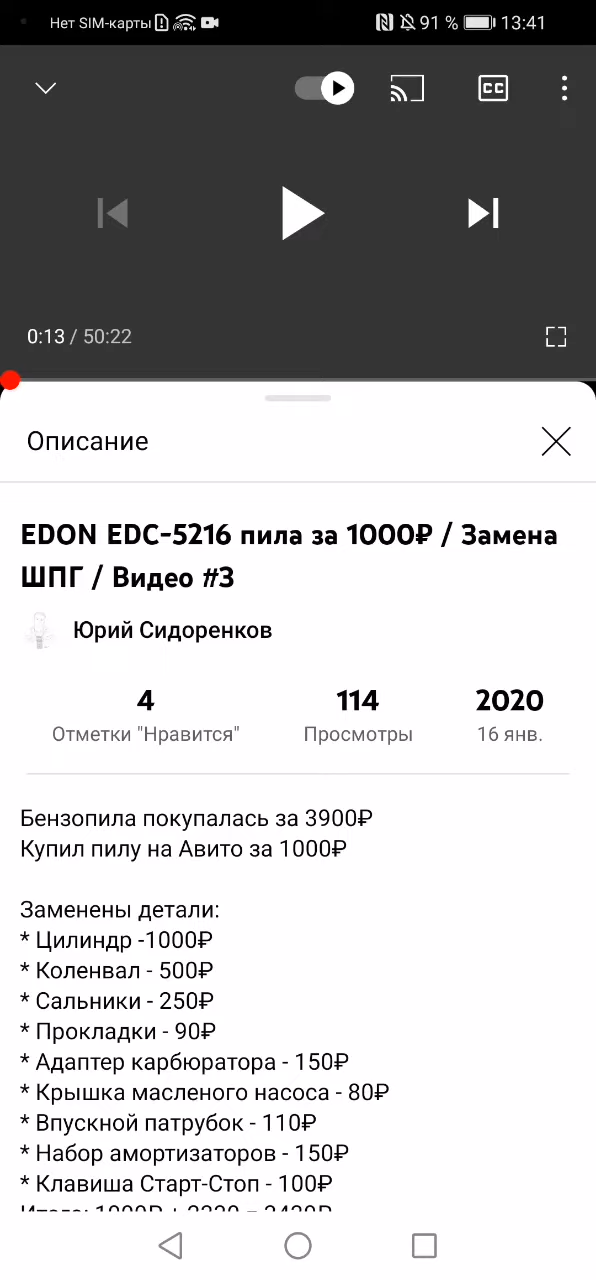 Нет SIM-карты 91 % 13:41
CC
0:13 / 50:22
Описание
EDON EDC-5216 пила за 1000₽ / Замена
ШПГ / Видео #3
Юрий Сидоренков
4 114 2020
Отметки "Нравится" Просмотры 16 янв.
Бензопила покупалась за 3900₽
Купил пилу на Авито за 1000₽
Заменены детали:
* Цилиндр -1000₽
* Коленвал - 500₽
* Сальники - 250₽
* Прокладки - 90₽
* Адаптер карбюратора - 150₽
* Крышка масленого насоса - 80₽
* Впускной патрубок - 110₽
* Набор амортизаторов - 150₽
* Клавиша Старт-Стоп - 100₽